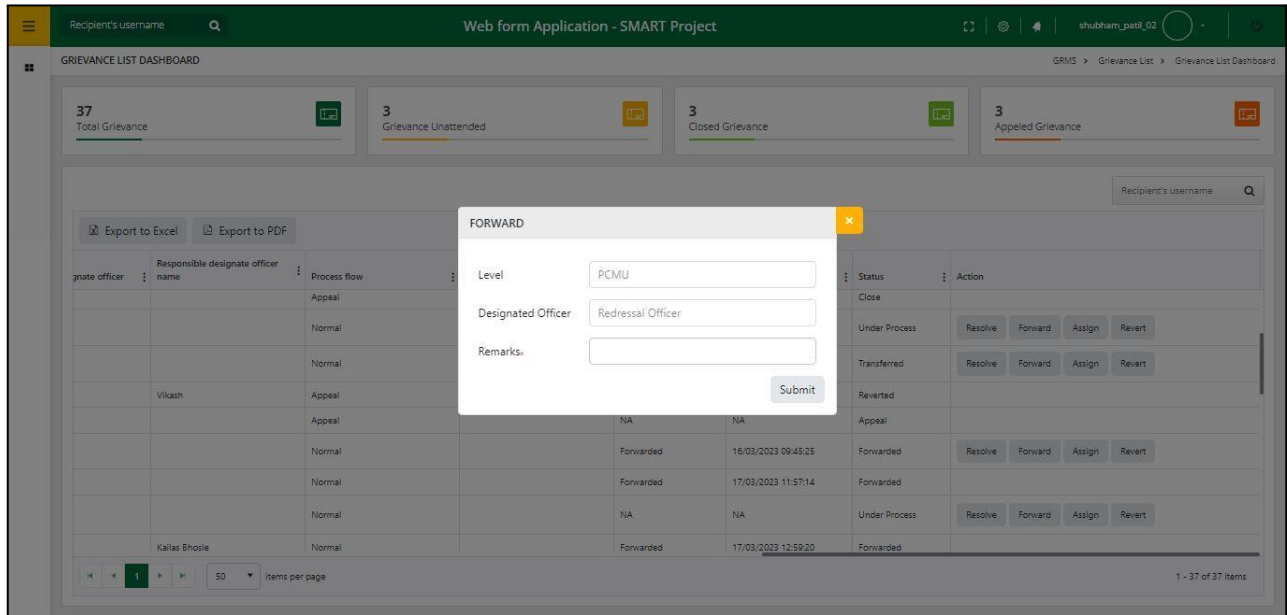 Recipient's username
Web form Application - SMART Project
shubham_patil_02
GRIEVANCE LIST DASHBOARD
GRMS > Grievance List > Grievance List Dashboard
37
Total Grievance
3
Grievance Unattended
3
Closed Grievance
3
Appeled Grievance
Recipient's username
Export to Excel Export to PDF
FORWARD
Level PCMU
Designated Officer Redressal Officer
Remarks*
Submit
gnate officer Responsible designate officer name Process flow Status Action
Appeal Close
Normal Under Process Resolve Forward Assign Revert
Normal Transferred Resolve Forward Assign Revert
Vikash Appeal Reverted
Appeal NA NA Appeal
Normal Forwarded 16/03/2023 09:45:25 Forwarded Resolve Forward Assign Revert
Normal Forwarded 17/03/2023 11:57:14 Forwarded
Normal NA NA Under Process Resolve Forward Assign Revert
Kailas Bhosle Normal Forwarded 17/03/2023 12:59:20 Forwarded
1 50 items per page 1 - 37 of 37 items